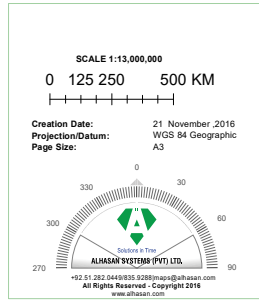 SCALE 1:13,000,000
0 125 250 500 KM
Creation Date: 21 November ,2016
Projection/Datum: WGS 84 Geographic
Page Size: A3
0
330 30
300 60
Solutions in Time
ALHASAN SYSTEMS (PVT) LTD.
270 90
+92.51.282.0449/835.9288|maps@alhasan.com
All Rights Reserved - Copyright 2016
www.alhasan.com